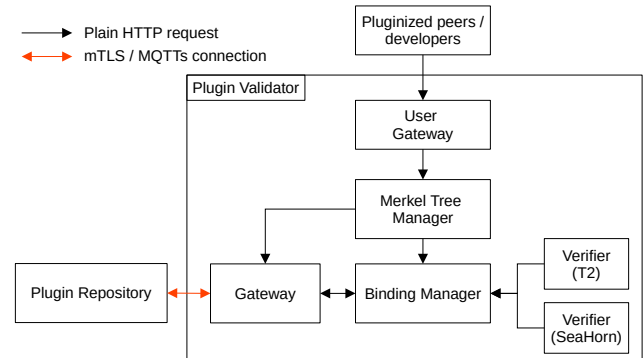 Plain HTTP request
mTLS / MQTTs connection
Pluginized peers /
developers
Plugin Validator
User
Gateway
Merkel Tree
Manager
Plugin Repository
Gateway
Binding Manager
Verifier
(T2)
Verifier
(SeaHorn)